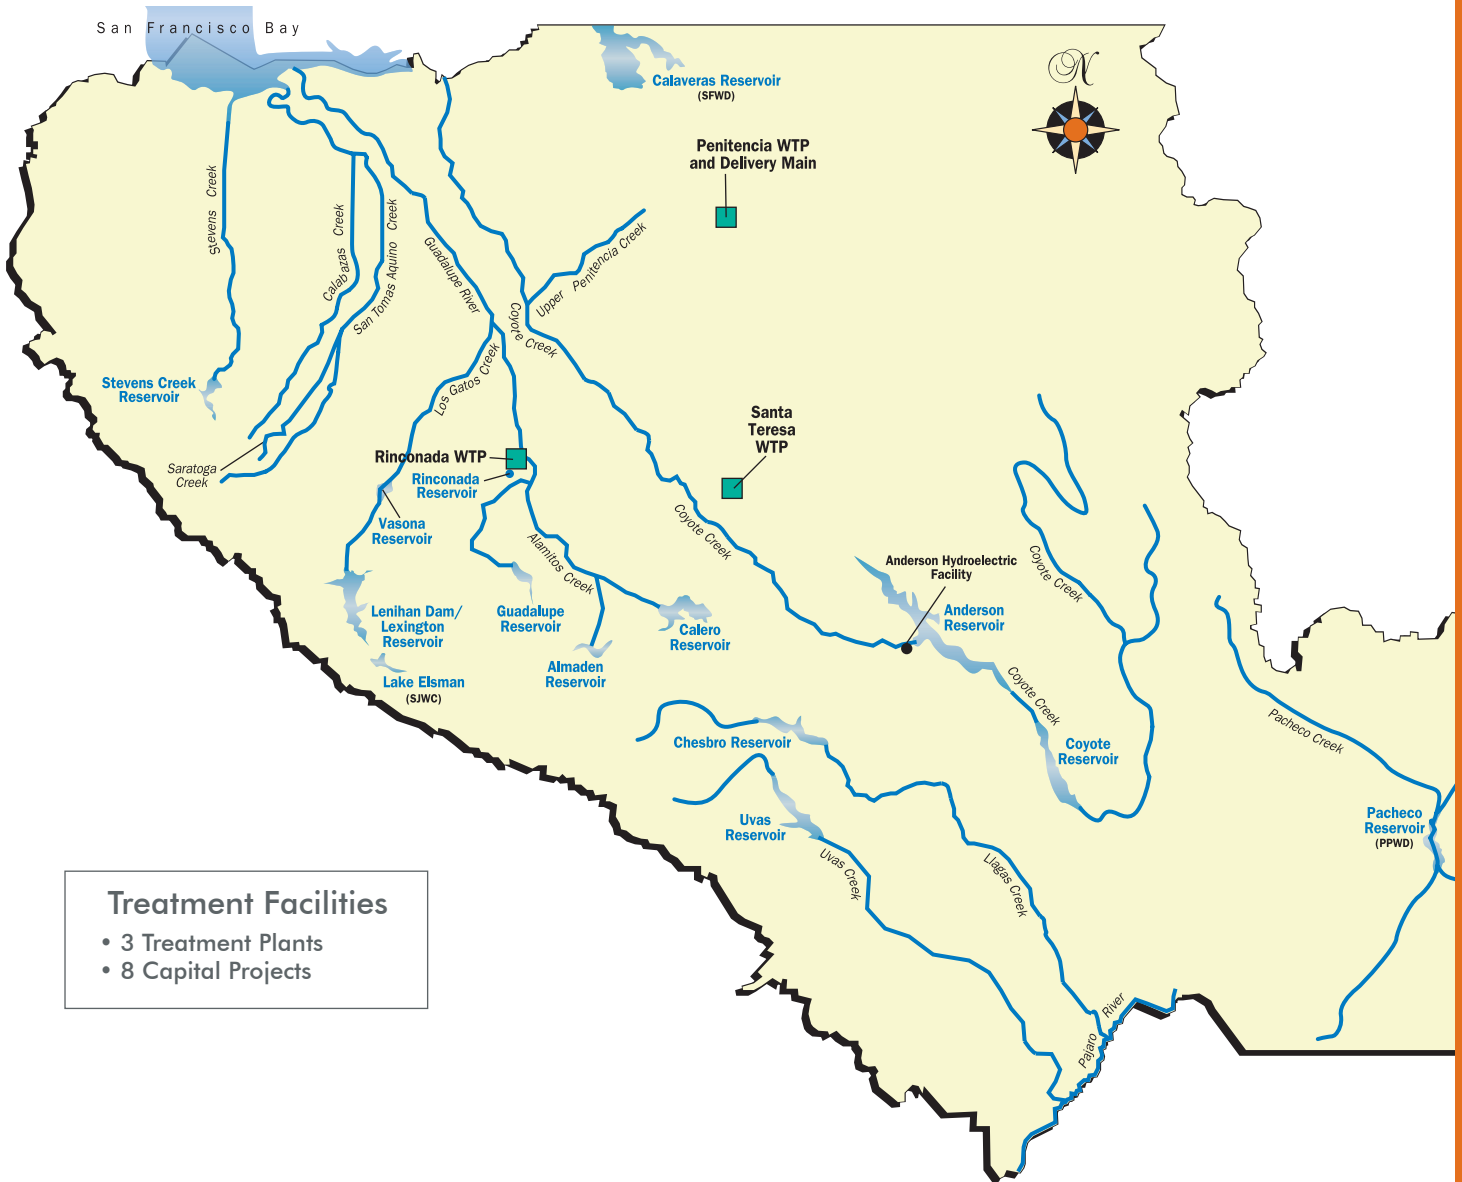 San Francisco Bay
N
Calaveras Reservoir
(SFWD)
Penitencia WTP
and Delivery Main
Stevens Creek
Calabazas Creek
San Tomas Aquino Creek
Guadalupe River
Coyote Creek
Upper Penitencia Creek
Los Gatos Creek
Stevens Creek
Reservoir
Saratoga
Creek
Rinconada WTP
Rinconada
Reservoir
Santa
Teresa
WTP
Vasona
Reservoir
Coyote Creek
Alamitos Creek
Anderson Hydroelectric
Facility
Anderson
Reservoir
Coyote Creek
Lenihan Dam/
Lexington
Reservoir
Guadalupe
Reservoir
Calero
Reservoir
Almaden
Reservoir
Lake Elsman
(SJWC)
Coyote Creek
Chesbro Reservoir
Coyote
Reservoir
Pacheco Creek
Uvas
Reservoir
Pacheco
Reservoir
(PPWD)
Uvas Creek
Llagas Creek
Pajaro River
Treatment Facilities
• 3 Treatment Plants
• 8 Capital Projects